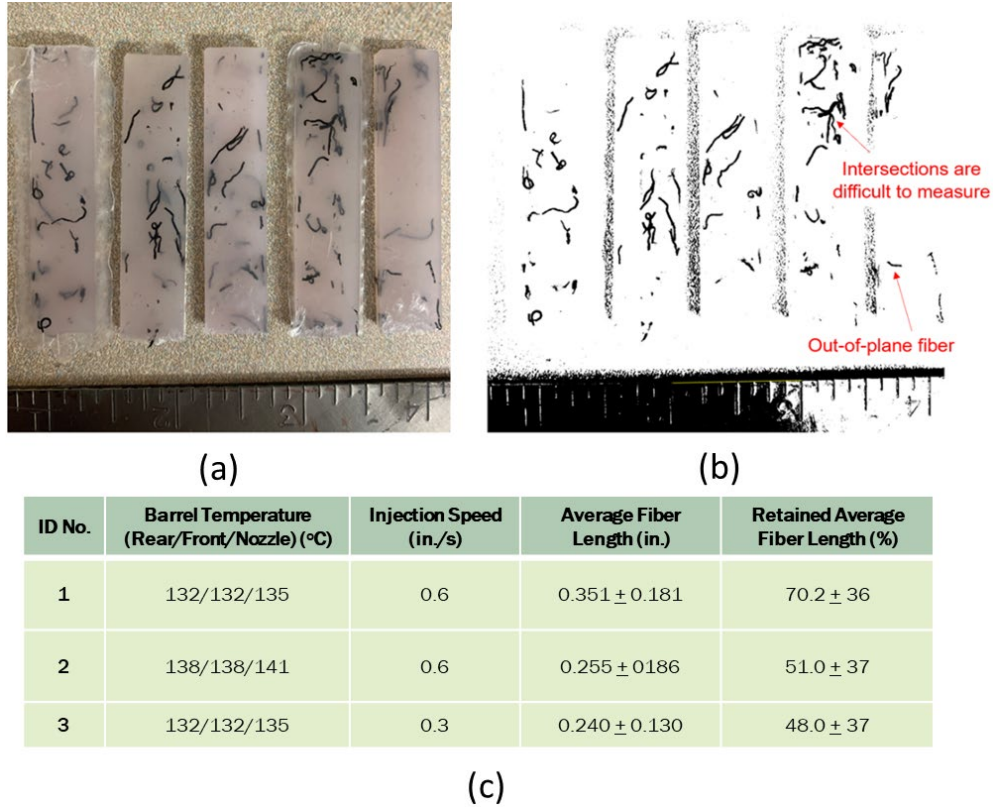 Intersections are
difficult to measure
Out-of-plane fiber
2
3
4
(a)
(b)
ID No.
Barrel Temperature
(Rear/Front/Nozzle) (°C)
Injection Speed
(in./s)
Average Fiber
Length (in.)
Retained Average
Fiber Length (%)
1
132/132/135
0.6
0.351 ± 0.181
70.2 ± 36
2
138/138/141
0.6
0.255 ± 0186
51.0 ± 37
3
132/132/135
0.3
0.240 ± 0.130
48.0 ± 37
(c)